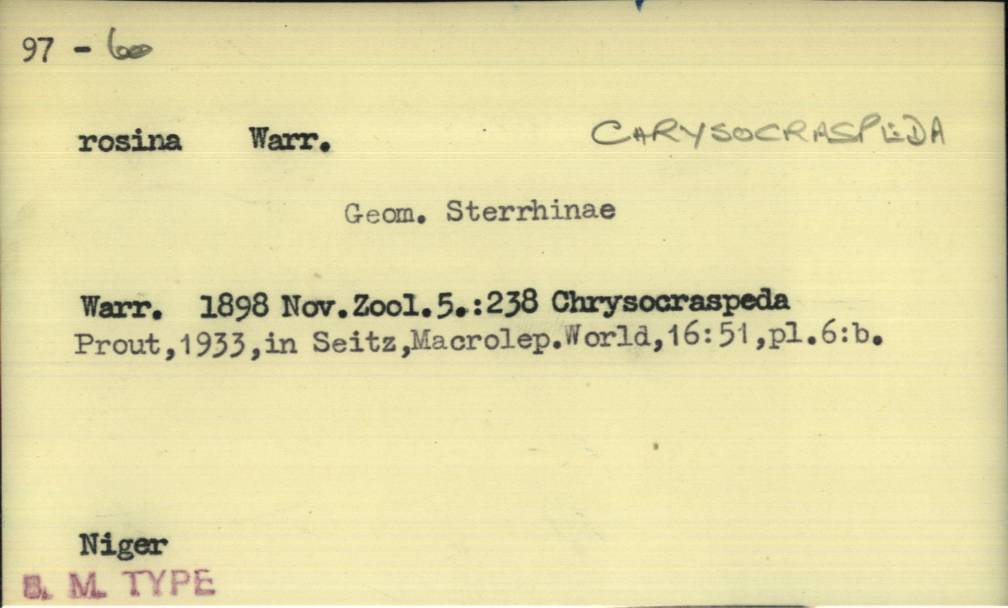 97 - 60
rosina Warr. CHRYSOCRASPEDA
Geom. Sterrhinae
Warr. 1898 Nov.Zool.5.:238 Chrysocraspeda
Prout,1933,in Seitz,Macrolep.World,16:51,pl.6:b.
Niger
B. M. TYPE